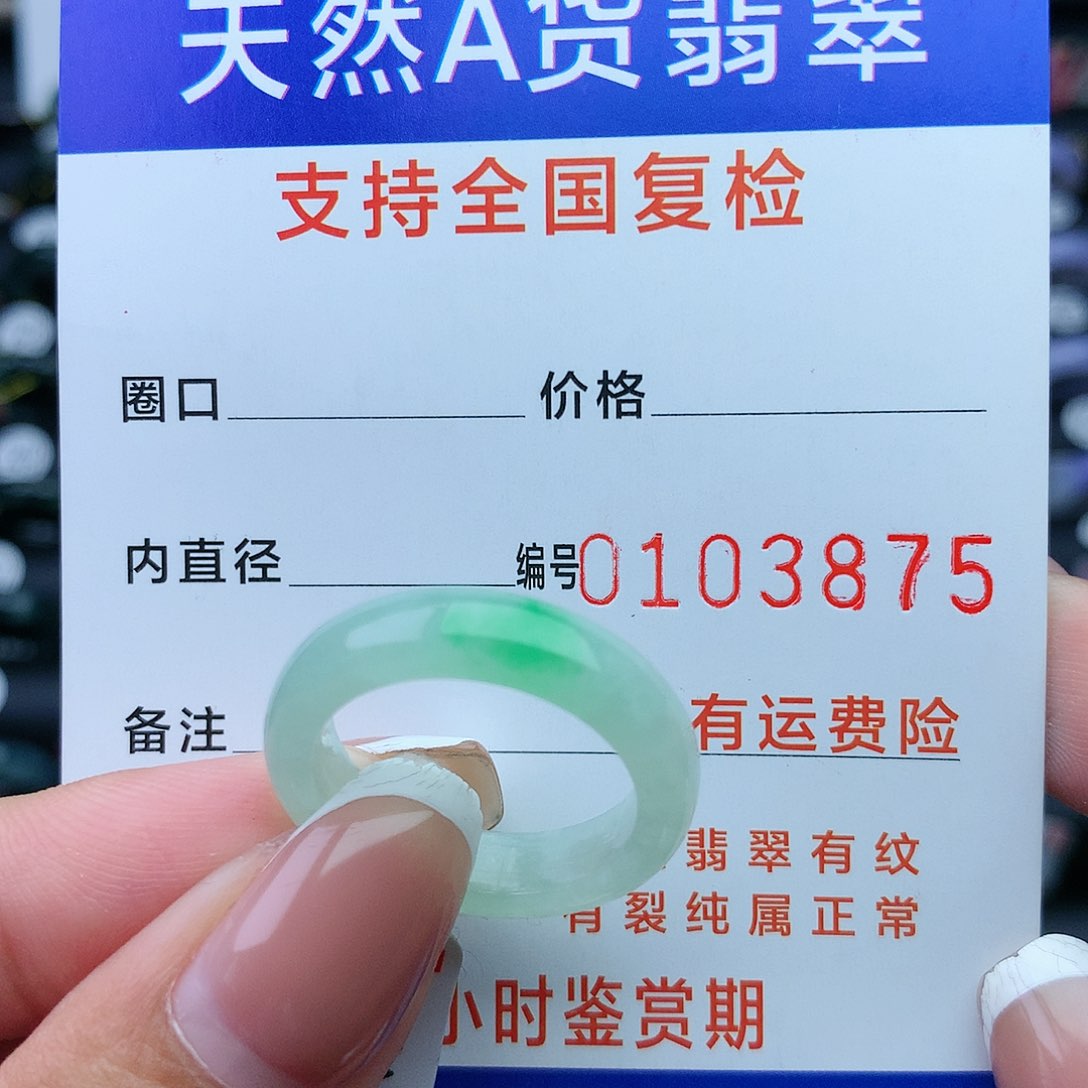 天然A货翡翠
支持全国复检
圈口 价格
内直径 编号0103875
备注 有运费险
翡翠有纹
有裂纯属正常
小时鉴赏期